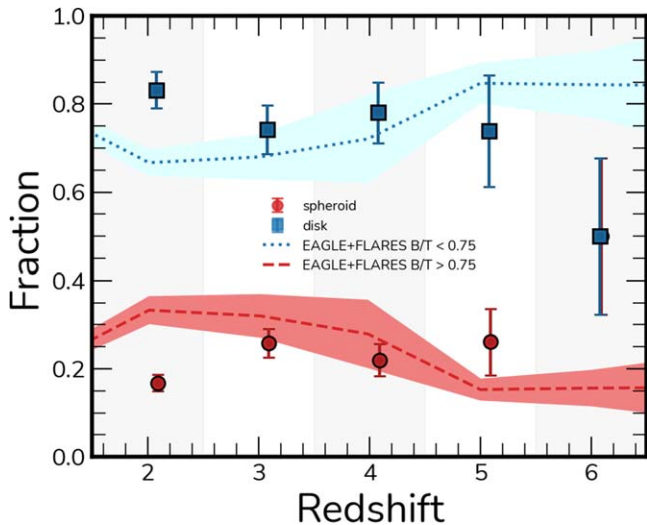 1.0
0.8
0.6
0.4
0.2
0.0
Fraction
spheroid
disk
EAGLE+FLARES B/T < 0.75
EAGLE+FLARES B/T > 0.75
2 3 4 5 6
Redshift